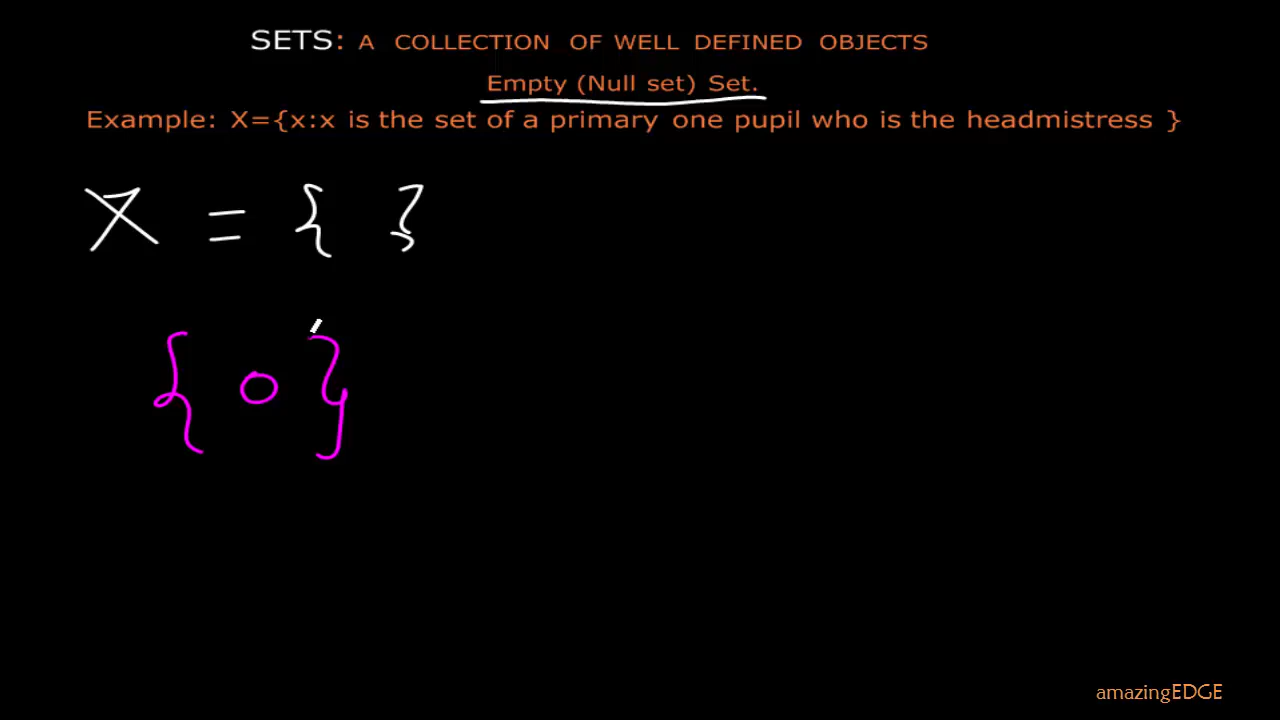 SETS: A COLLECTION OF WELL DEFINED OBJECTS
Empty (Null set) Set.
Example: X={x:x is the set of a primary one pupil who is the headmistress }
X = { }
{ 0 }
amazingEDGE